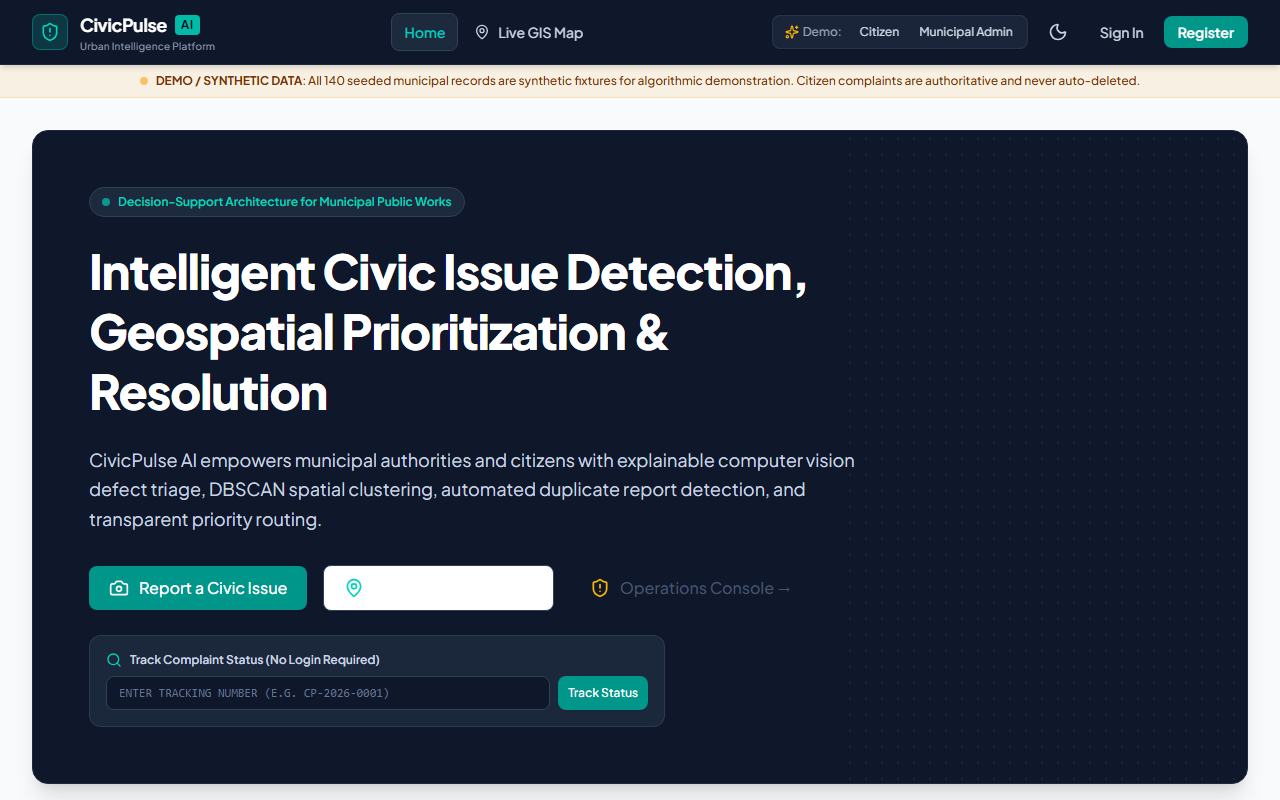 CivicPulse AI
Urban Intelligence Platform
Home
Live GIS Map
Demo:
Citizen
Municipal Admin
Sign In
Register
DEMO / SYNTHETIC DATA: All 140 seeded municipal records are synthetic fixtures for algorithmic demonstration. Citizen complaints are authoritative and never auto-deleted.
Decision-Support Architecture for Municipal Public Works
Intelligent Civic Issue Detection,
Geospatial Prioritization &
Resolution
CivicPulse AI empowers municipal authorities and citizens with explainable computer vision
defect triage, DBSCAN spatial clustering, automated duplicate report detection, and
transparent priority routing.
Report a Civic Issue
Operations Console →
Track Complaint Status (No Login Required)
ENTER TRACKING NUMBER (E.G. CP-2026-0001)
Track Status